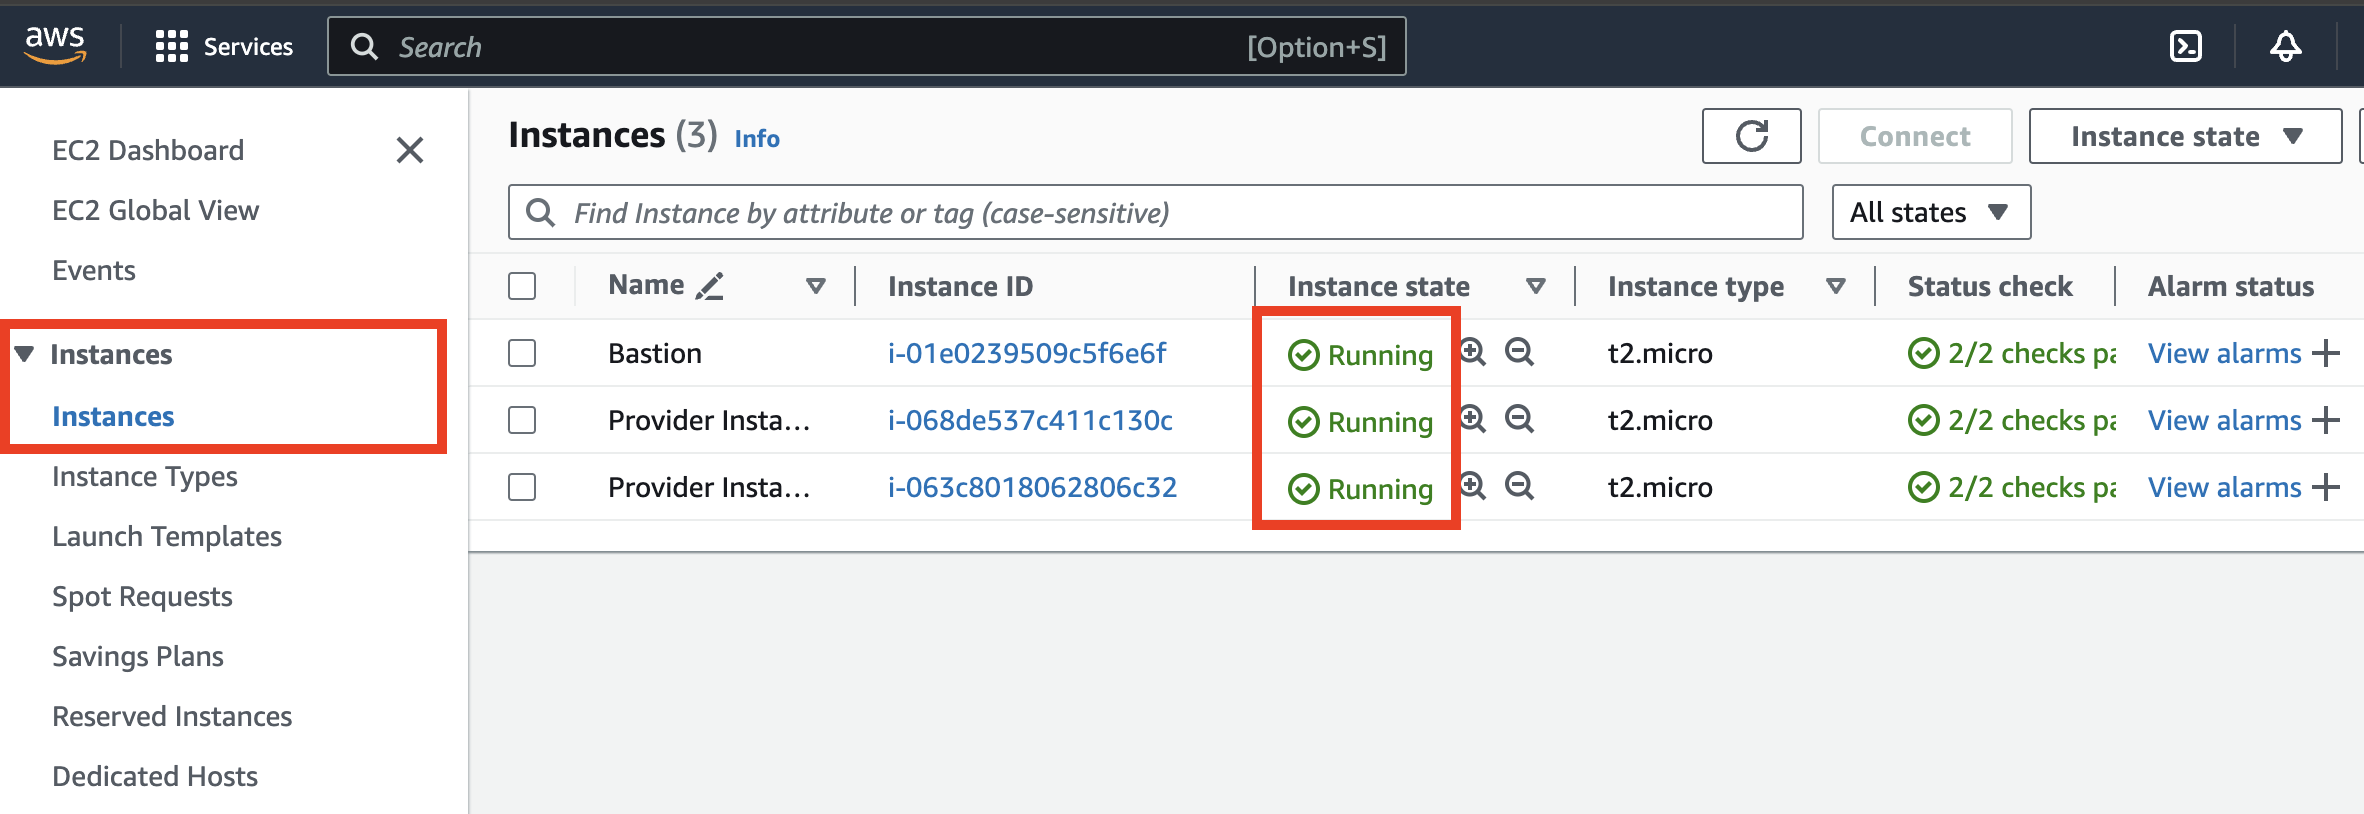 aws Services Search [Option+S]
EC2 Dashboard
EC2 Global View
Events
Instances
Instances
Instance Types
Launch Templates
Spot Requests
Savings Plans
Reserved Instances
Dedicated Hosts
Instances (3) Info Connect Instance state
Find Instance by attribute or tag (case-sensitive) All states
Name Instance ID Instance state Instance type Status check Alarm status
Bastion i-01e0239509c5f6e6f Running t2.micro 2/2 checks pa View alarms
Provider Insta... i-068de537c411c130c Running t2.micro 2/2 checks pa View alarms
Provider Insta... i-063c8018062806c32 Running t2.micro 2/2 checks pa View alarms